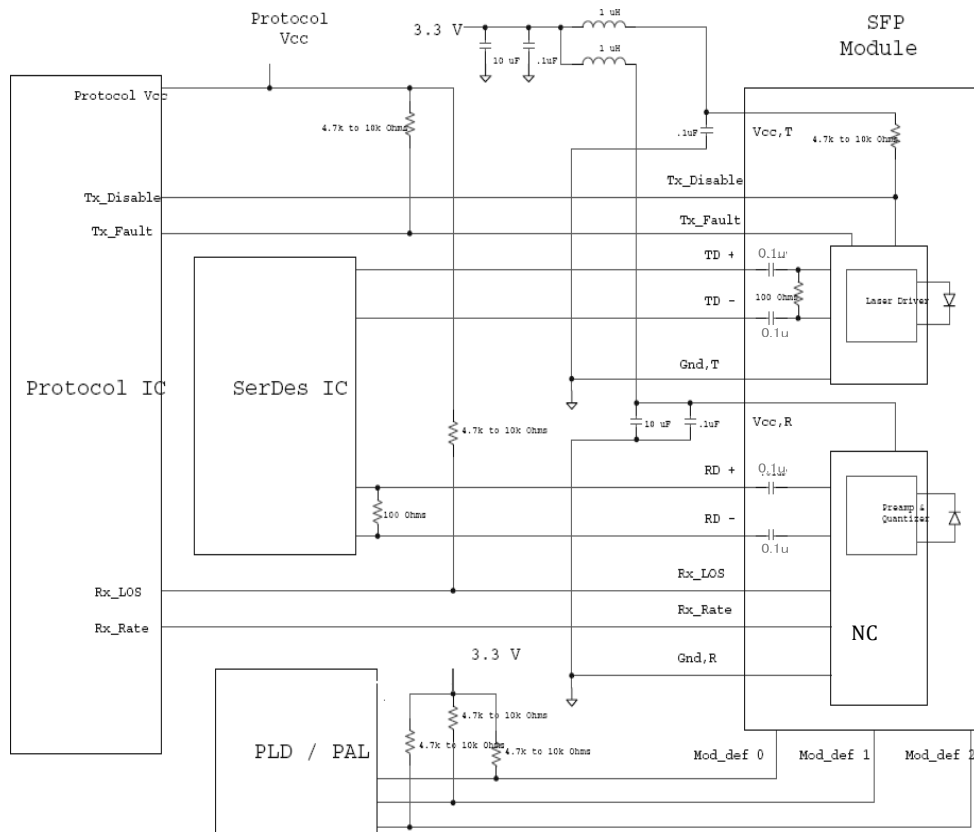 Protocol
Vcc
3.3 V
1 uH
1 uH
10 uF
.1uF
SFP
Module
Protocol Vcc
4.7k to 10k Ohms
.1uF
Vcc,T
4.7k to 10k Ohms
Tx_Disable
Tx_Disable
Tx_Fault
Tx_Fault
TD +
0.1u
100 Ohms
Laser Driver
TD -
0.1u
Gnd,T
Protocol IC
SerDes IC
10 uF
.1uF
Vcc,R
4.7k to 10k Ohms
RD +
0.1u
100 Ohms
Preamp &
Quantizer
RD -
0.1u
Rx_LOS
Rx_LOS
Rx_Rate
Rx_Rate
NC
3.3 V
Gnd,R
4.7k to 10k Ohms
4.7k to 10k Ohms
4.7k to 10k Ohms
PLD / PAL
Mod_def 0
Mod_def 1
Mod_def 2